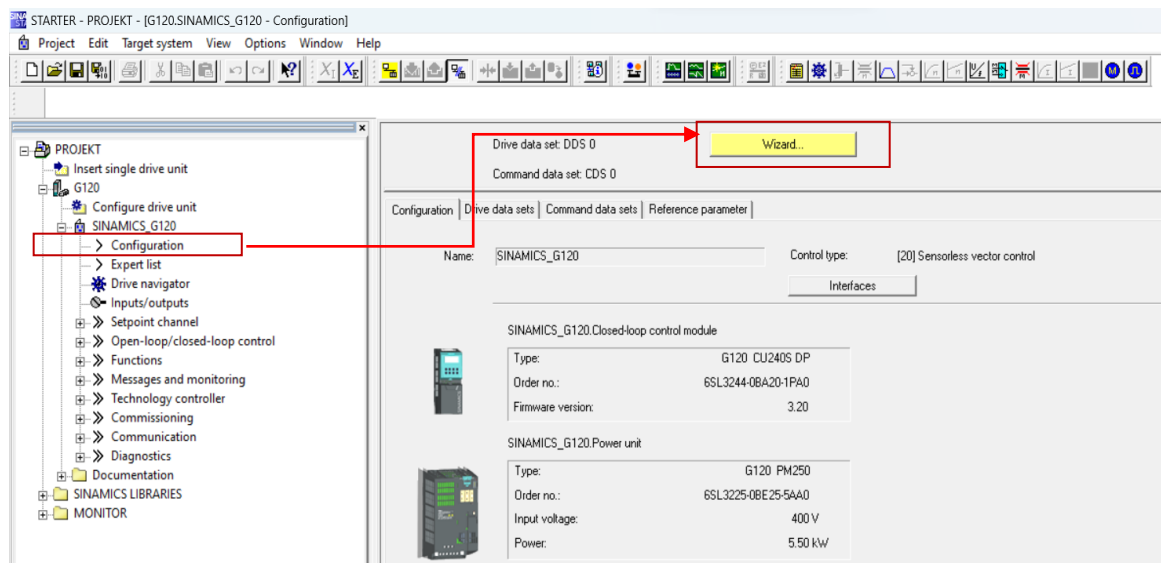 STARTER - PROJEKT - [G120.SINAMICS_G120 - Configuration]
Project Edit Target system View Options Window Help
PROJEKT
Insert single drive unit
G120
Configure drive unit
SINAMICS_G120
Configuration
Expert list
Drive navigator
Inputs/outputs
Setpoint channel
Open-loop/closed-loop control
Functions
Messages and monitoring
Technology controller
Commissioning
Communication
Diagnostics
Documentation
SINAMICS LIBRARIES
MONITOR
Drive data set: DDS 0
Wizard...
Command data set: CDS 0
Configuration Drive data sets Command data sets Reference parameter
Name: SINAMICS_G120 Control type: [20] Sensorless vector control
Interfaces
SINAMICS_G120.Closed-loop control module
Type: G120 CU240S DP
Order no.: 6SL3244-0BA20-1PA0
Firmware version: 3.20
SINAMICS_G120.Power unit
Type: G120 PM250
Order no.: 6SL3225-0BE25-5AA0
Input voltage: 400 V
Power: 5.50 kW